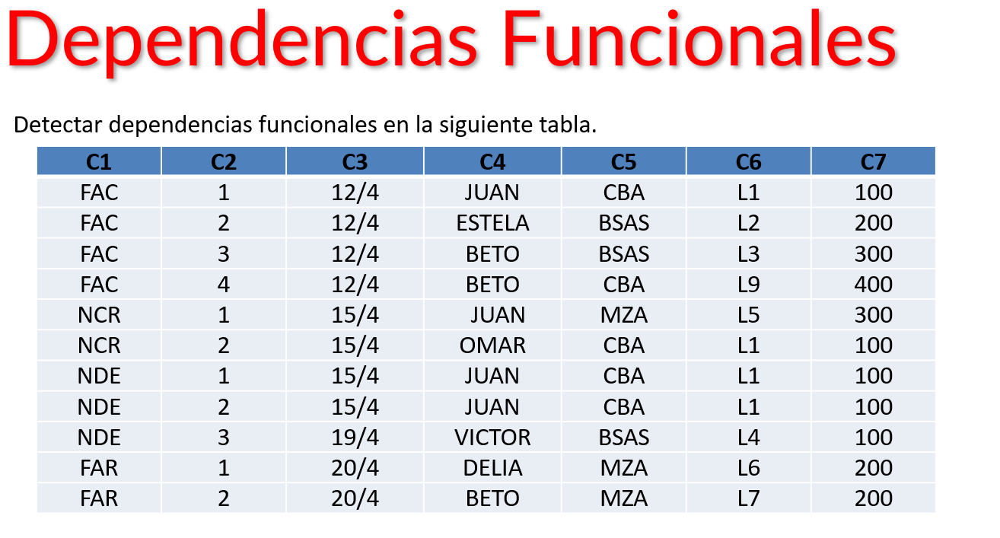 Dependencias Funcionales
Detectar dependencias funcionales en la siguiente tabla.
C1 C2 C3 C4 C5 C6 C7
FAC 1 12/4 JUAN CBA L1 100
FAC 2 12/4 ESTELA BSAS L2 200
FAC 3 12/4 BETO BSAS L3 300
FAC 4 12/4 BETO CBA L9 400
NCR 1 15/4 JUAN MZA L5 300
NCR 2 15/4 OMAR CBA L1 100
NDE 1 15/4 JUAN CBA L1 100
NDE 2 15/4 JUAN CBA L1 100
NDE 3 19/4 VICTOR BSAS L4 100
FAR 1 20/4 DELIA MZA L6 200
FAR 2 20/4 BETO MZA L7 200